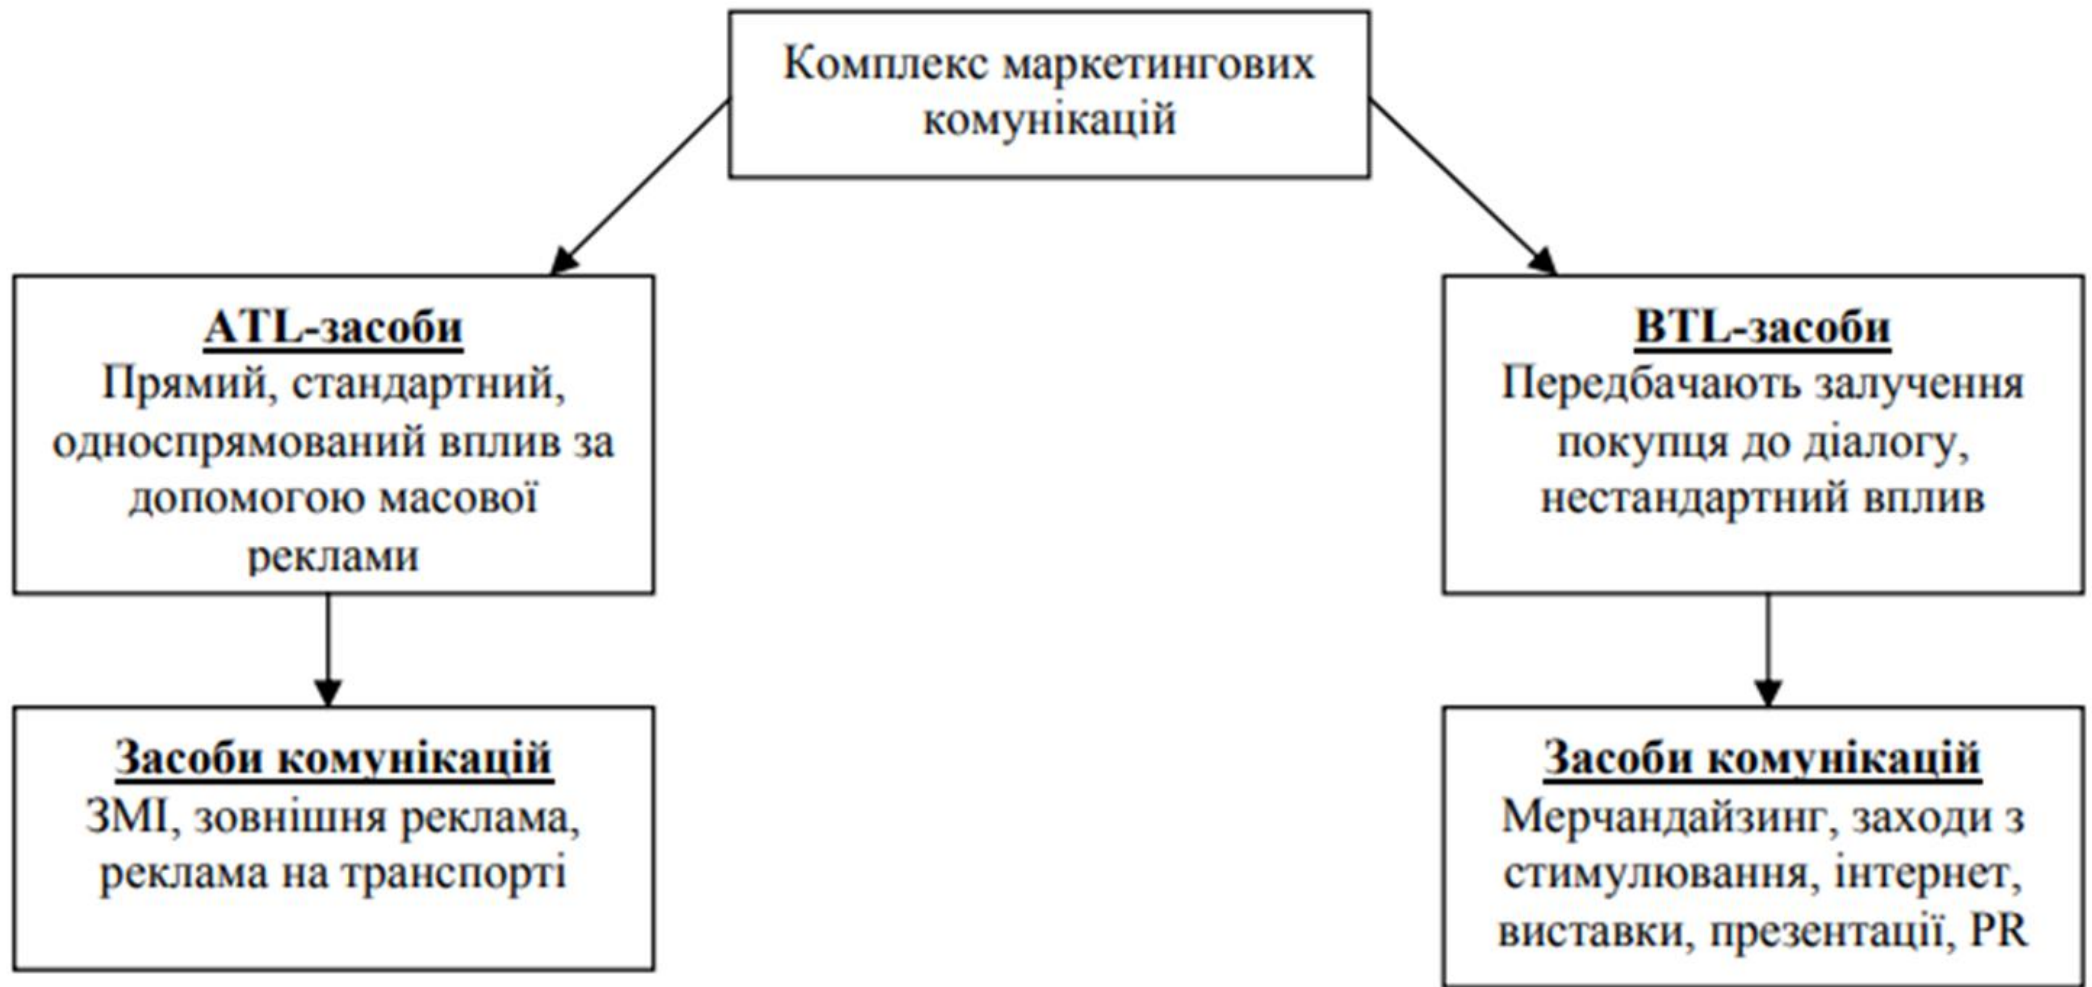 Комплекс маркетингових
комунікацій
ATL-засоби
Прямий, стандартний,
односпрямований вплив за
допомогою масової
реклами
BTL-засоби
Передбачають залучення
покупця до діалогу,
нестандартний вплив
Засоби комунікацій
ЗМІ, зовнішня реклама,
реклама на транспорті
Засоби комунікацій
Мерчандайзинг, заходи з
стимулювання, інтернет,
виставки, презентації, PR